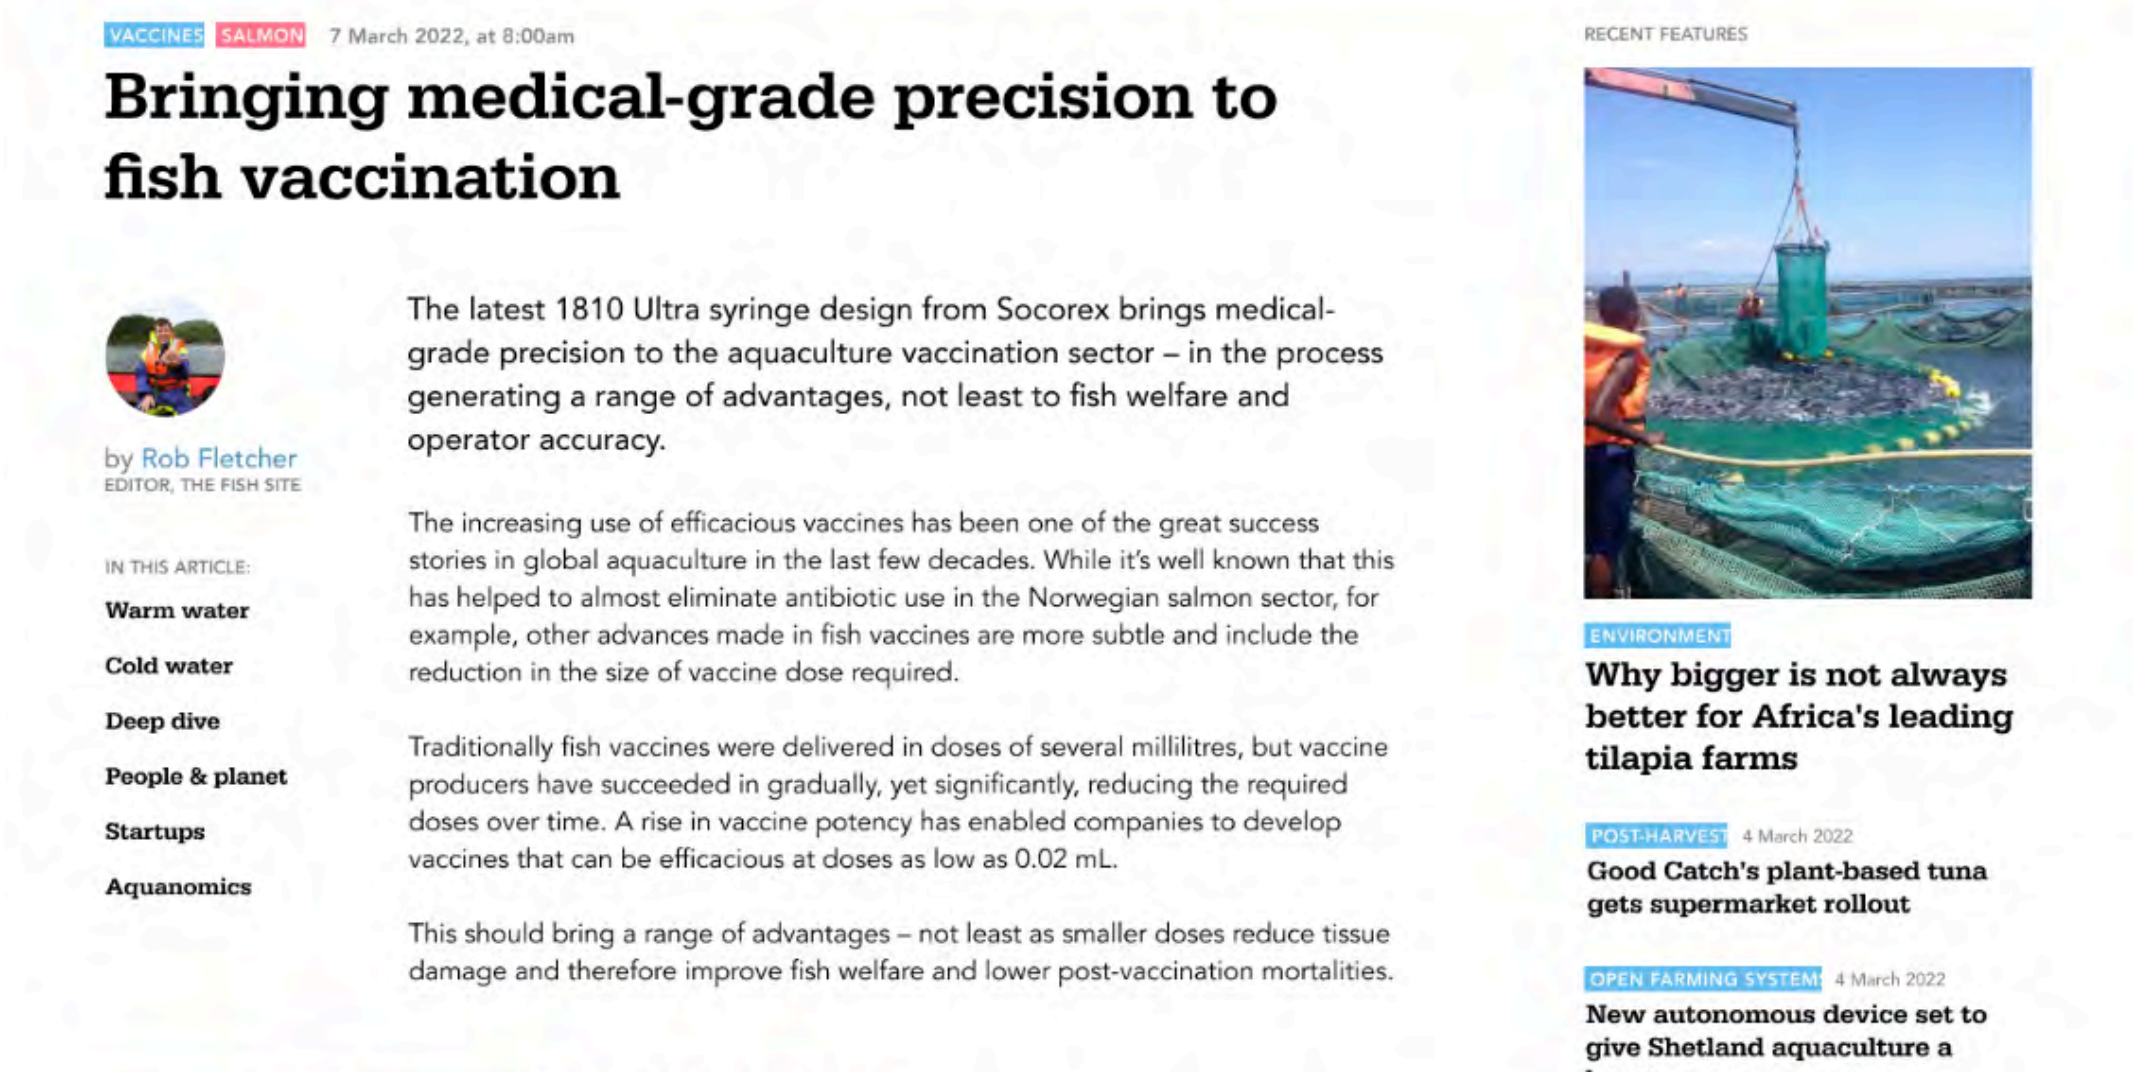 VACCINES SALMON 7 March 2022, at 8:00am
Bringing medical-grade precision to
fish vaccination
by Rob Fletcher
EDITOR, THE FISH SITE
IN THIS ARTICLE:
Warm water
Cold water
Deep dive
People & planet
Startups
Aquanomics
The latest 1810 Ultra syringe design from Socorex brings medical-
grade precision to the aquaculture vaccination sector – in the process
generating a range of advantages, not least to fish welfare and
operator accuracy.
The increasing use of efficacious vaccines has been one of the great success
stories in global aquaculture in the last few decades. While it's well known that this
has helped to almost eliminate antibiotic use in the Norwegian salmon sector, for
example, other advances made in fish vaccines are more subtle and include the
reduction in the size of vaccine dose required.
Traditionally fish vaccines were delivered in doses of several millilitres, but vaccine
producers have succeeded in gradually, yet significantly, reducing the required
doses over time. A rise in vaccine potency has enabled companies to develop
vaccines that can be efficacious at doses as low as 0.02 mL.
This should bring a range of advantages – not least as smaller doses reduce tissue
damage and therefore improve fish welfare and lower post-vaccination mortalities.
RECENT FEATURES
ENVIRONMENT
Why bigger is not always
better for Africa's leading
tilapia farms
POST-HARVEST 4 March 2022
Good Catch's plant-based tuna
gets supermarket rollout
OPEN FARMING SYSTEMS 4 March 2022
New autonomous device set to
give Shetland aquaculture a